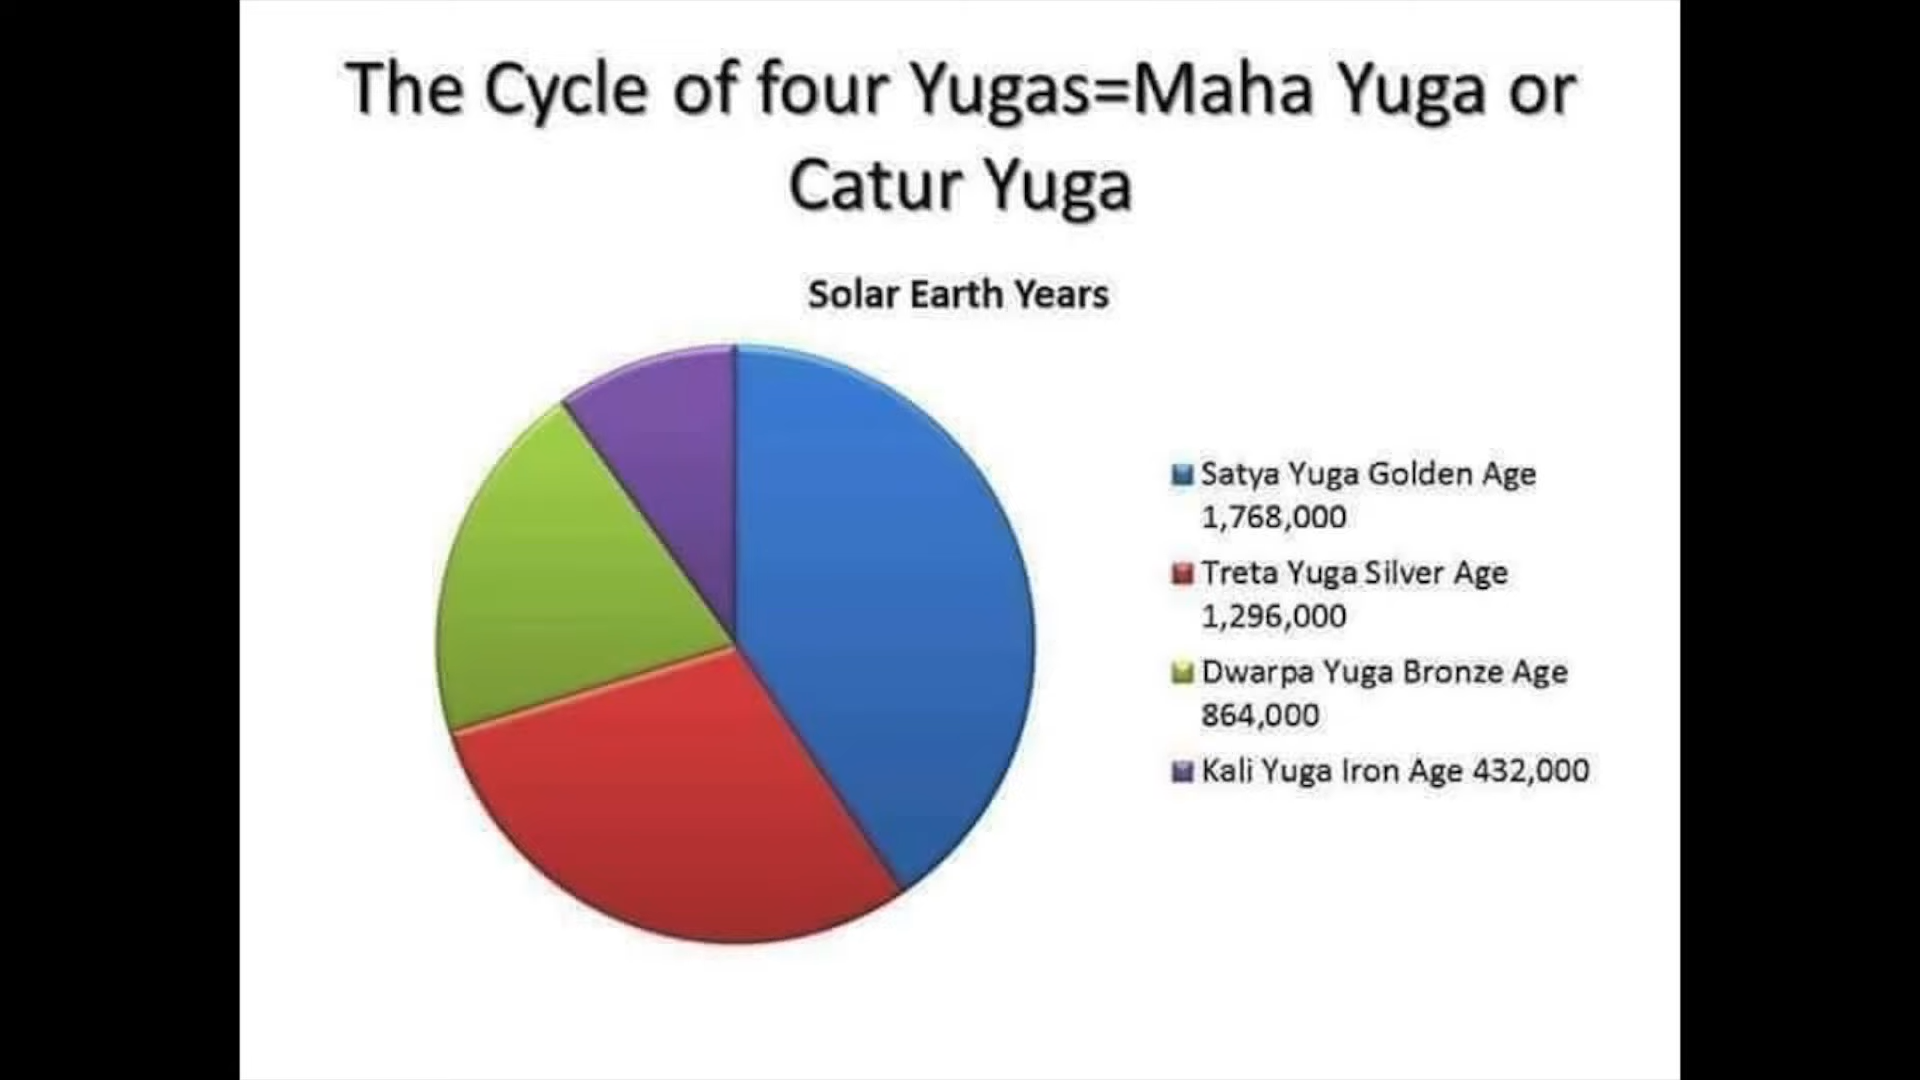 The Cycle of four Yugas=Maha Yuga or
Catur Yuga
Solar Earth Years
Satya Yuga Golden Age
1,768,000
Treta Yuga Silver Age
1,296,000
Dwarpa Yuga Bronze Age
864,000
Kali Yuga Iron Age 432,000